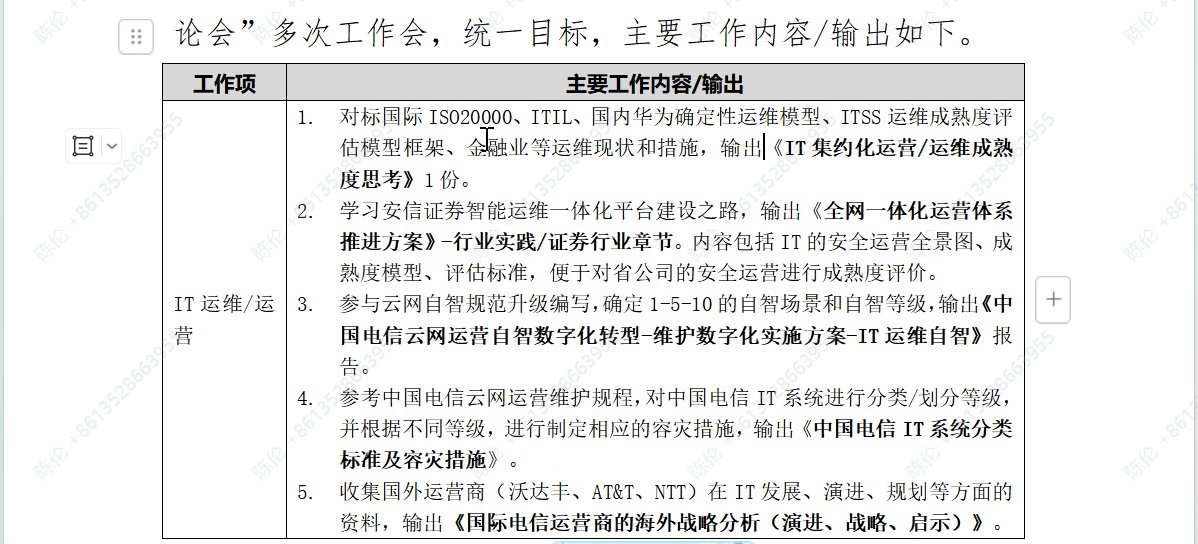 论会”多次工作会，统一目标，主要工作内容/输出如下。
工作项 主要工作内容/输出
IT 运维/运营
1. 对标国际 ISO20000、ITIL、国内华为确定性运维模型、ITSS 运维成熟度评
估模型框架、金融业等运维现状和措施，输出《IT 集约化运营/运维成熟
度思考》1 份。
2. 学习安信证券智能运维一体化平台建设之路，输出《全网一体化运营体系
推进方案》-行业实践/证券行业章节。内容包括 IT 的安全运营全景图、成
熟度模型、评估标准，便于对省公司的安全运营进行成熟度评价。
3. 参与云网自智规范升级编写，确定 1-5-10 的自智场景和自智等级，输出《中
国电信云网运营自智数字化转型-维护数字化实施方案-IT 运维自智》报
告。
4. 参考中国电信云网运营维护规程，对中国电信 IT 系统进行分类/划分等级，
并根据不同等级，进行制定相应的容灾措施，输出《中国电信 IT 系统分类
标准及容灾措施》。
5. 收集国外运营商（沃达丰、AT&T、NTT）在 IT 发展、演进、规划等方面的
资料，输出《国际电信运营商的海外战略分析（演进、战略、启示）》。
陈伦 +8613528663955